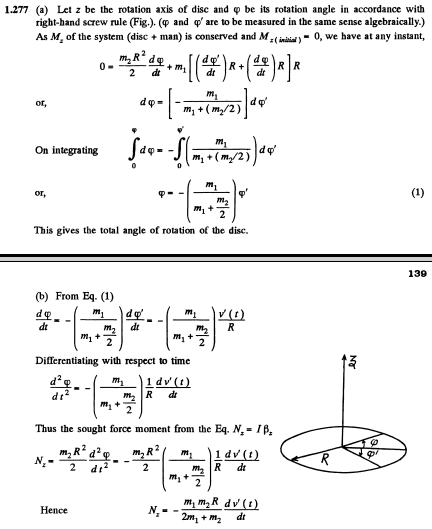 1.277 (a) Let z be the rotation axis of disc and φ be its rotation angle in accordance with
right-hand screw rule (Fig.). (φ and φ' are to be measured in the same sense algebraically.)
As M_z of the system (disc + man) is conserved and M_z (initial) = 0, we have at any instant,
0 = m₂R²/2 dφ/dt + m₁[(dφ'/dt)R + (dφ/dt)R]R
or, dφ = [- m₁/(m₁ + (m₂/2))] dφ'
On integrating ∫₀^φ dφ = - ∫₀^φ' (m₁/(m₁ + (m₂/2))) dφ'
or, φ = - (m₁/(m₁ + m₂/2)) φ' (1)
This gives the total angle of rotation of the disc.
139
(b) From Eq. (1)
dφ/dt = - (m₁/(m₁ + m₂/2)) dφ'/dt = - (m₁/(m₁ + m₂/2)) v'(t)/R
Differentiating with respect to time
d²φ/dt² = - (m₁/(m₁ + m₂/2)) 1/R dv'(t)/dt
Thus the sought force moment from the Eq. N_z = I β_z
N_z = m₂R²/2 d²φ/dt² = - m₂R²/2 (m₁/(m₁ + m₂/2)) 1/R dv'(t)/dt
Hence N_z = - m₁m₂R/(2m₁ + m₂) dv'(t)/dt
z
φ
φ'
R